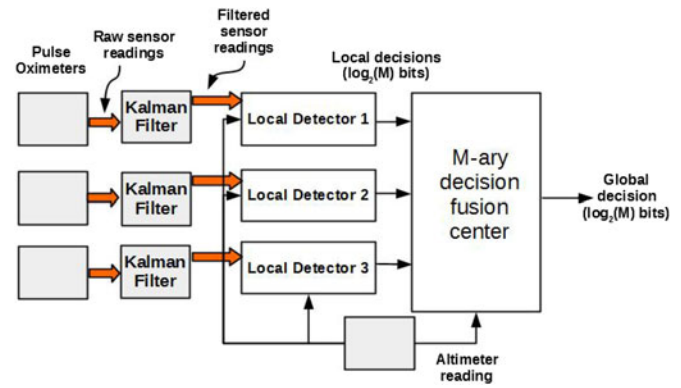 Pulse
Oximeters
Raw sensor
readings
Filtered
sensor
readings
Local decisions
(log₂(M) bits)
Kalman
Filter
Local Detector 1
Kalman
Filter
Local Detector 2
Kalman
Filter
Local Detector 3
M-ary
decision
fusion
center
Global
decision
(log₂(M) bits)
Altimeter
reading